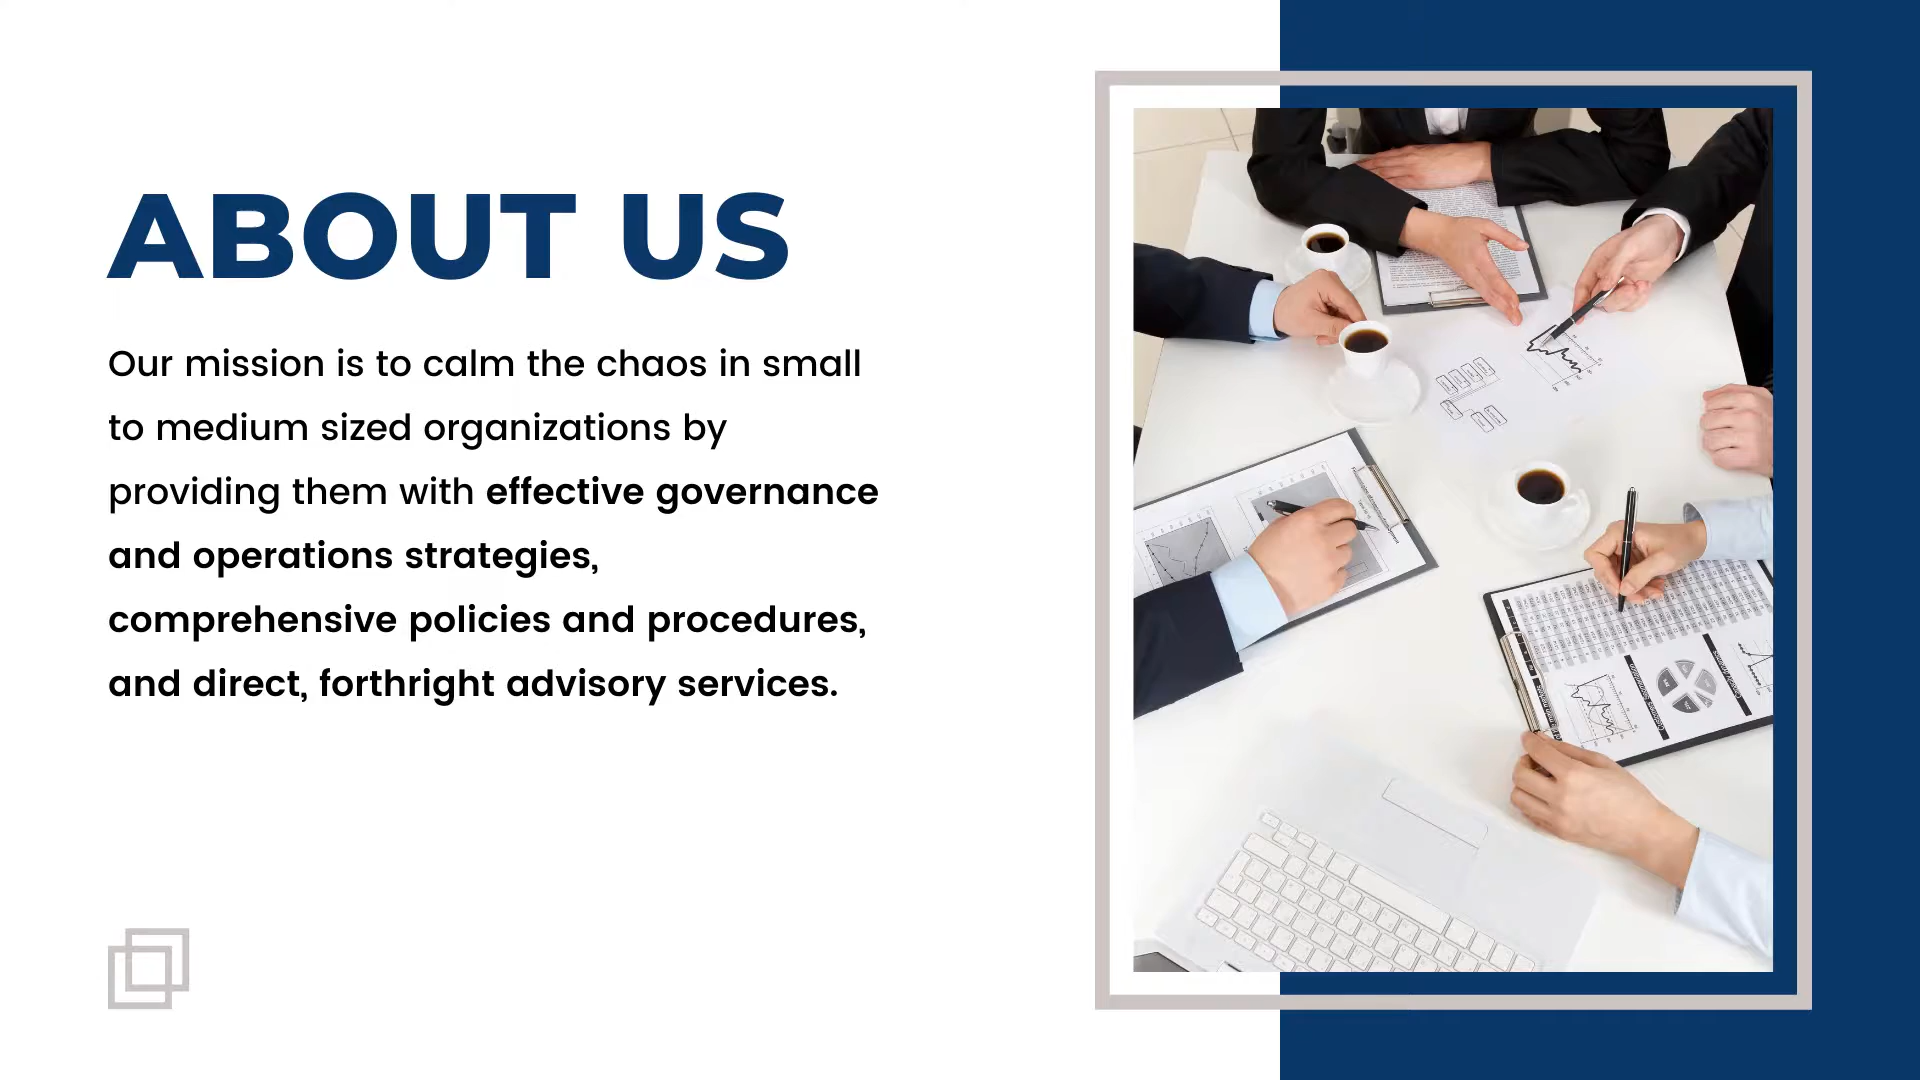 ABOUT US
Our mission is to calm the chaos in small
to medium sized organizations by
providing them with effective governance
and operations strategies,
comprehensive policies and procedures,
and direct, forthright advisory services.